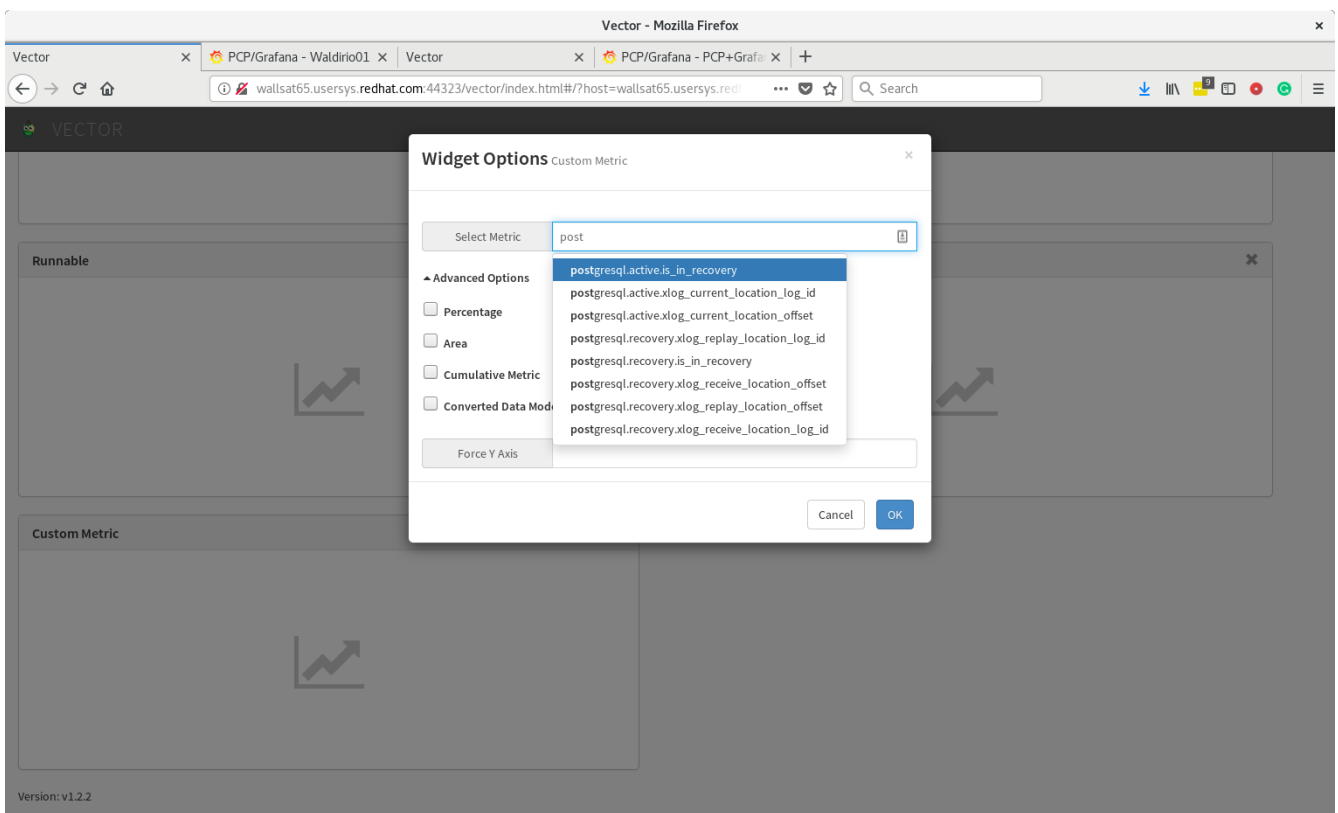 Vector - Mozilla Firefox
Vector
PCP/Grafana - Waldirio01
Vector
PCP/Grafana - PCP+Grafa
wallsat65.usersys.redhat.com:44323/vector/index.html#/?host=wallsat65.usersys.red
Search
9
VECTOR
Widget Options Custom Metric
Select Metric post
Runnable
postgresql.active.is_in_recovery
Advanced Options
postgresql.active.xlog_current_location_log_id
Percentage
postgresql.active.xlog_current_location_offset
postgresql.recovery.xlog_replay_location_log_id
Area
postgresql.recovery.is_in_recovery
Cumulative Metric
postgresql.recovery.xlog_receive_location_offset
Converted Data Mod
postgresql.recovery.xlog_replay_location_offset
postgresql.recovery.xlog_receive_location_log_id
Force Y Axis
Cancel
OK
Custom Metric
Version: v1.2.2